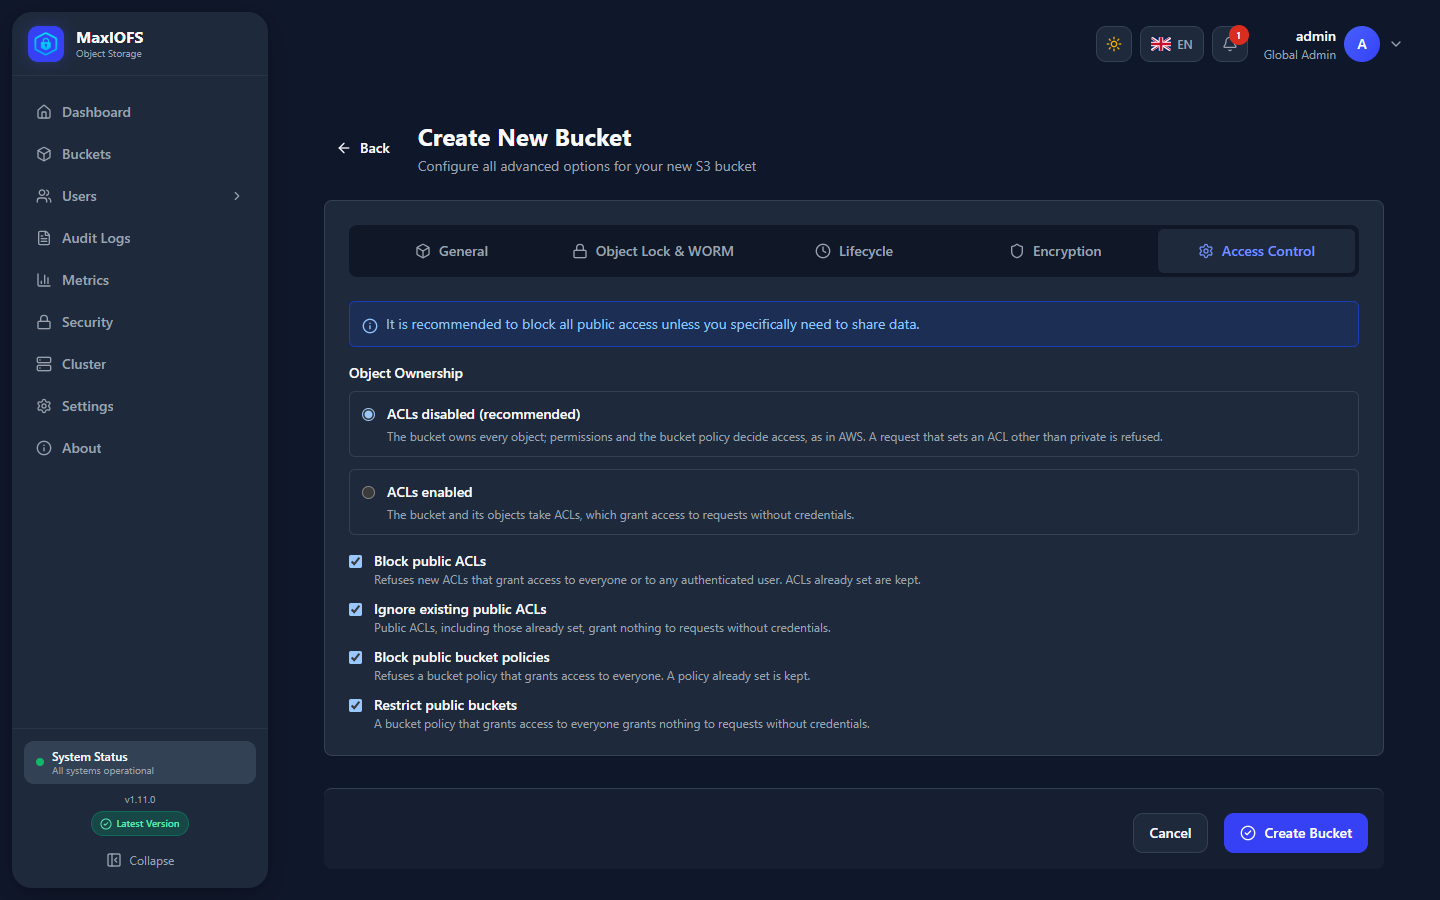 MaxIOFS
Object Storage
Dashboard
Buckets
Users
Audit Logs
Metrics
Security
Cluster
Settings
About
System Status
All systems operational
v1.11.0
Latest Version
Collapse
EN
1
admin
Global Admin
A
Back
Create New Bucket
Configure all advanced options for your new S3 bucket
General
Object Lock & WORM
Lifecycle
Encryption
Access Control
It is recommended to block all public access unless you specifically need to share data.
Object Ownership
ACLs disabled (recommended)
The bucket owns every object; permissions and the bucket policy decide access, as in AWS. A request that sets an ACL other than private is refused.
ACLs enabled
The bucket and its objects take ACLs, which grant access to requests without credentials.
Block public ACLs
Refuses new ACLs that grant access to everyone or to any authenticated user. ACLs already set are kept.
Ignore existing public ACLs
Public ACLs, including those already set, grant nothing to requests without credentials.
Block public bucket policies
Refuses a bucket policy that grants access to everyone. A policy already set is kept.
Restrict public buckets
A bucket policy that grants access to everyone grants nothing to requests without credentials.
Cancel
Create Bucket